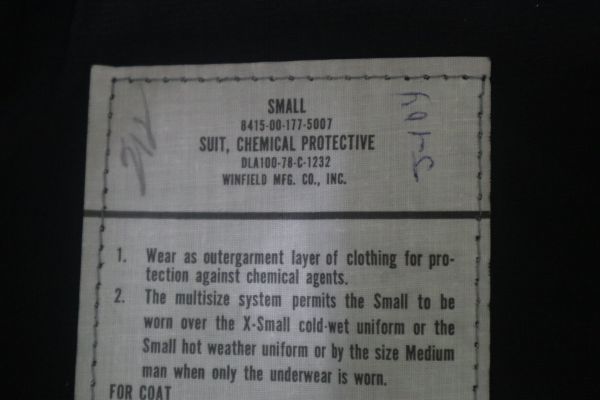 SMALL
8415-00-177-5007
SUIT, CHEMICAL PROTECTIVE
DLA100-78-C-1232
WINFIELD MFG. CO., INC.
1. Wear as outergarment layer of clothing for pro-
tection against chemical agents.
2. The multisize system permits the Small to be
worn over the X-Small cold-wet uniform or the
Small hot weather uniform or by the size Medium
man when only the underwear is worn.
FOR COAT